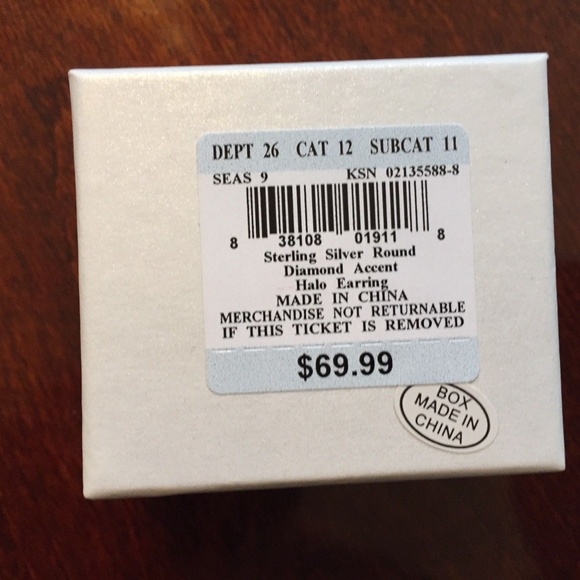 DEPT 26 CAT 12 SUBCAT 11
SEAS 9 KSN 02135588-8
8 38108 01911 8
Sterling Silver Round
Diamond Accent
Halo Earring
MADE IN CHINA
MERCHANDISE NOT RETURNABLE
IF THIS TICKET IS REMOVED
$69.99
BOX
MADE IN
CHINA